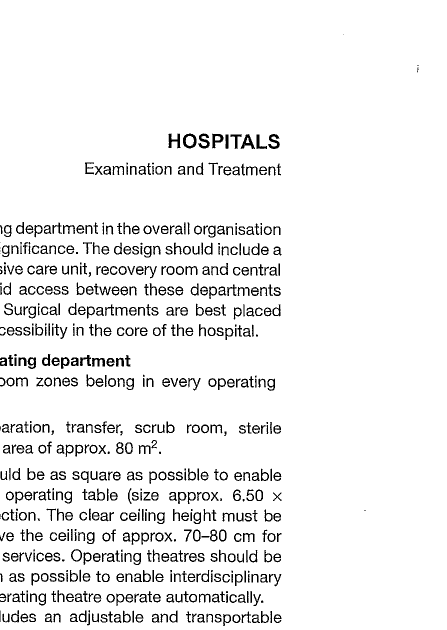 HOSPITALS
Examination and Treatment
ng department in the overall organisation
ignificance. The design should include a
sive care unit, recovery room and central
id access between these departments
Surgical departments are best placed
cessibility in the core of the hospital.
ating department
oom zones belong in every operating
aration, transfer, scrub room, sterile
area of approx. 80 m².
uld be as square as possible to enable
operating table (size approx. 6.50 ×
ction. The clear ceiling height must be
ve the ceiling of approx. 70–80 cm for
services. Operating theatres should be
as possible to enable interdisciplinary
erating theatre operate automatically.
ludes an adjustable and transportable